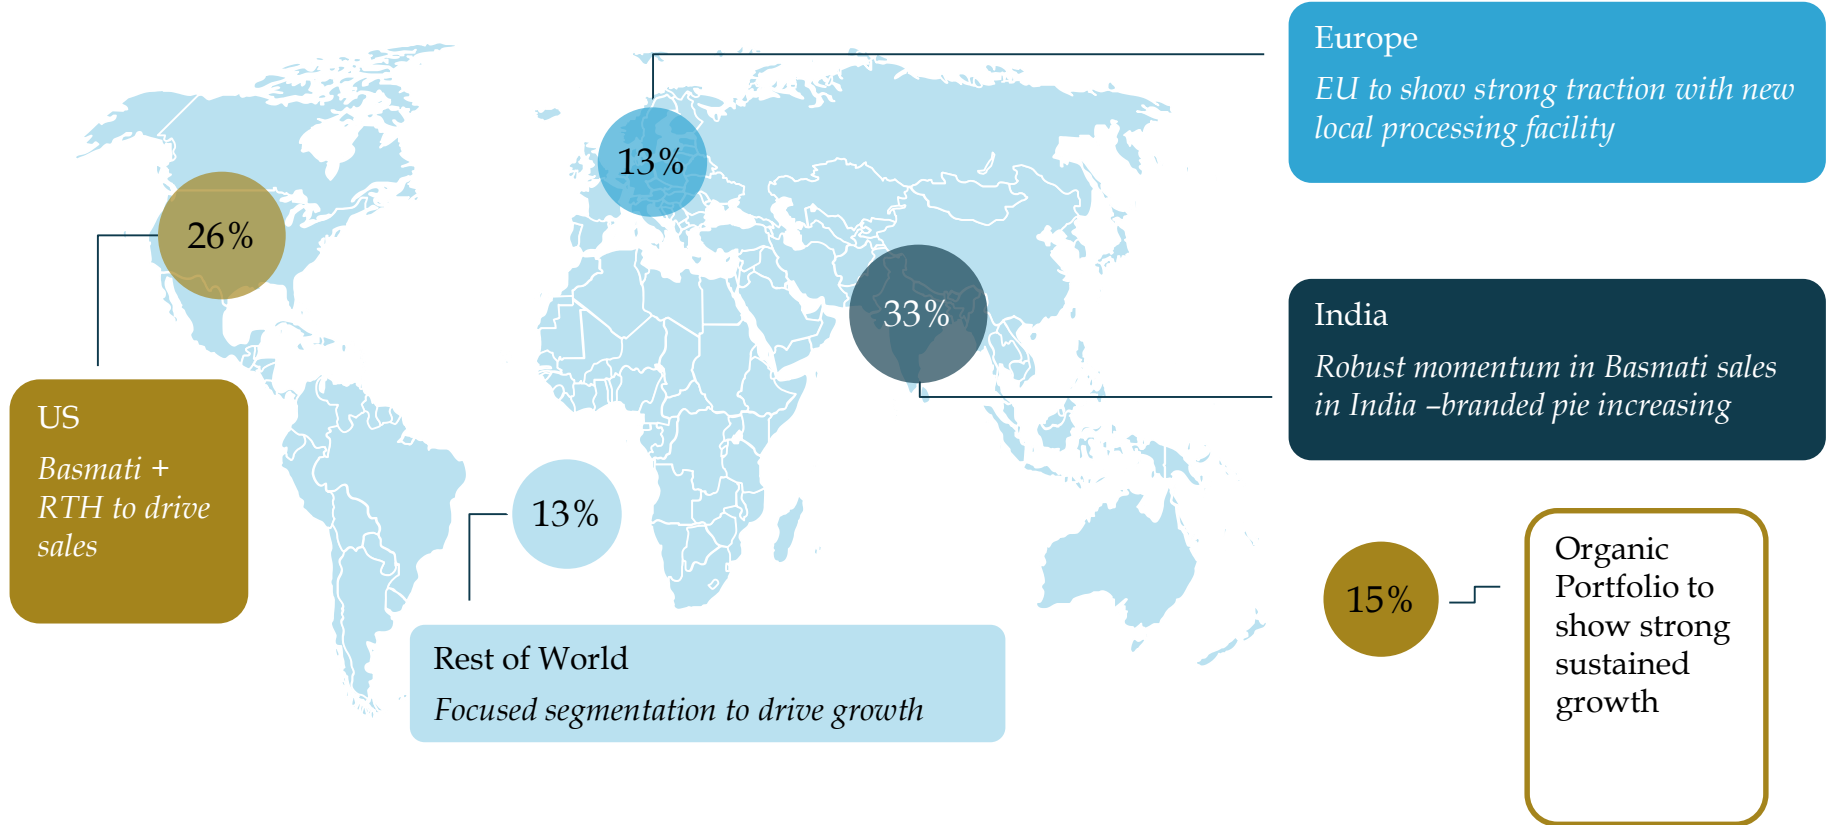 Europe
EU to show strong traction with new
local processing facility
13%
26%
33%
India
Robust momentum in Basmati sales
in India –branded pie increasing
US
Basmati +
RTH to drive
sales
13%
Rest of World
Focused segmentation to drive growth
15%
Organic
Portfolio to
show strong
sustained
growth